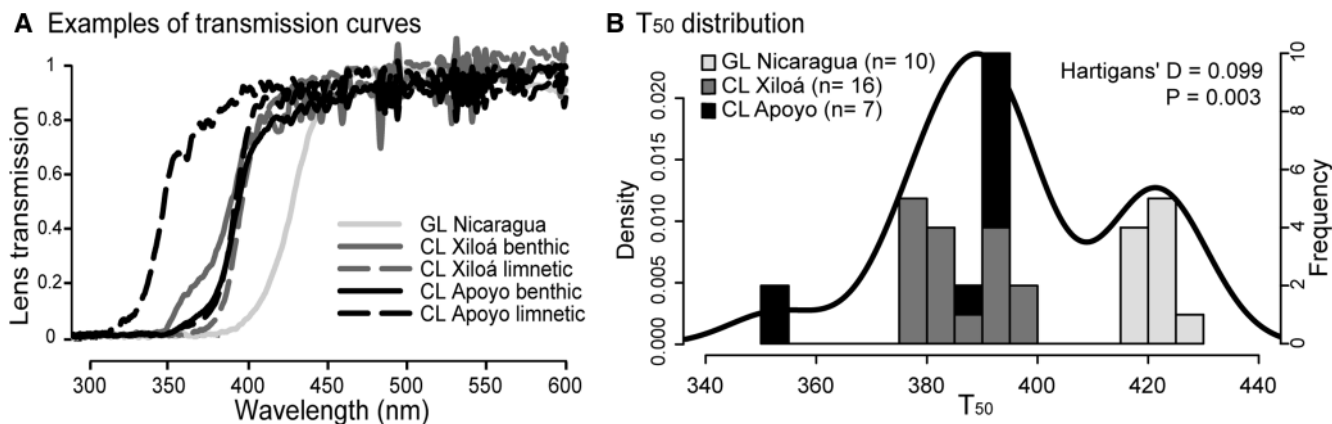 A Examples of transmission curves
Lens transmission
1
0.8
0.6
0.4
0.2
0
GL Nicaragua
CL Xiloá benthic
CL Xiloá limnetic
CL Apoyo benthic
CL Apoyo limnetic
300 350 400 450 500 550 600
Wavelength (nm)
B T50 distribution
GL Nicaragua (n= 10)
CL Xiloá (n= 16)
CL Apoyo (n= 7)
Hartigans' D = 0.099
P = 0.003
Density
0.020
0.015
0.010
0.005
0.000
Frequency
10
8
6
4
2
0
340 360 380 400 420 440
T50